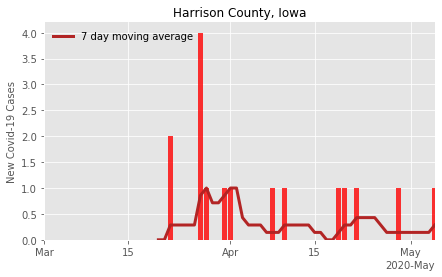 Harrison County, Iowa
7 day moving average
New Covid-19 Cases
4.0
3.5
3.0
2.5
2.0
1.5
1.0
0.5
0.0
Mar 15 Apr 15 May
2020-May